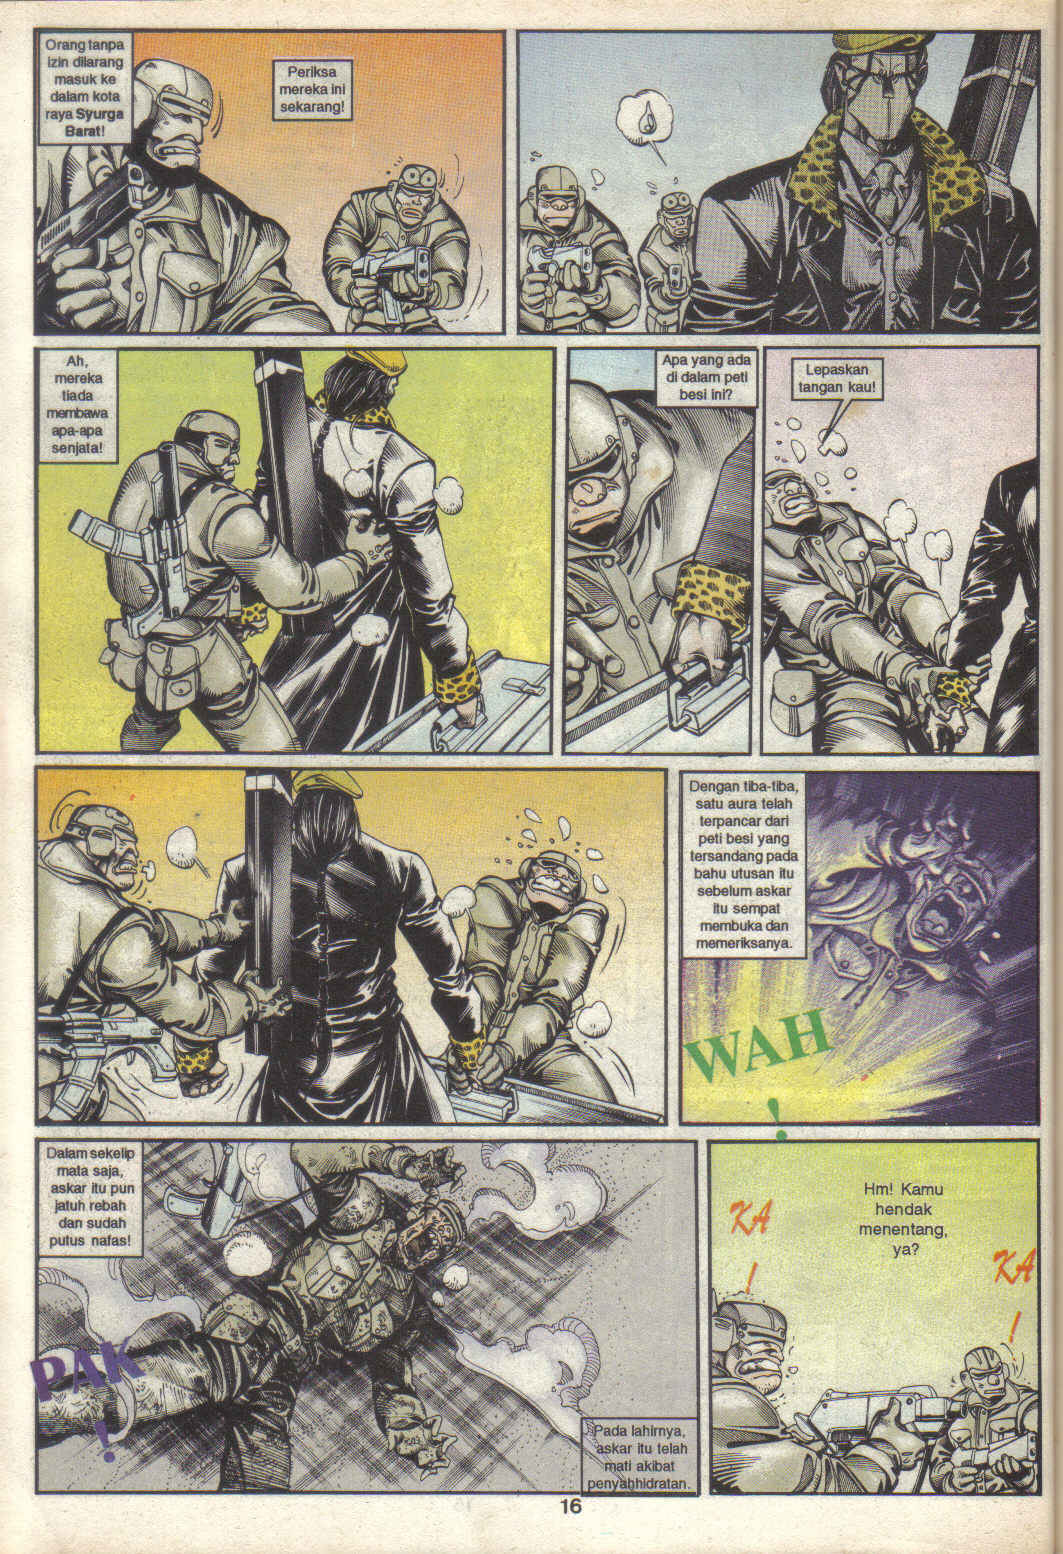 Orang tanpa
izin dilarang
masuk ke
dalam kota
raya Syurga
Barat!
Periksa
mereka ini
sekarang!
Ah,
mereka
tiada
membawa
apa-apa
senjata!
Apa yang ada
di dalam peti
besi ini?
Lepaskan
tangan kau!
Dengan tiba-tiba,
satu aura telah
terpancar dari
peti besi yang
tersandang pada
bahu utusan itu
sebelum askar
itu sempat
membuka dan
memeriksanya.
WAH
!
Dalam sekelip
mata saja,
askar itu pun
jatuh rebah
dan sudah
putus nafas!
PAK
!
Pada lahirnya,
askar itu telah
mati akibat
penyahhidratan.
Hm! Kamu
hendak
menentang,
ya?
KA
!
KA
!
16